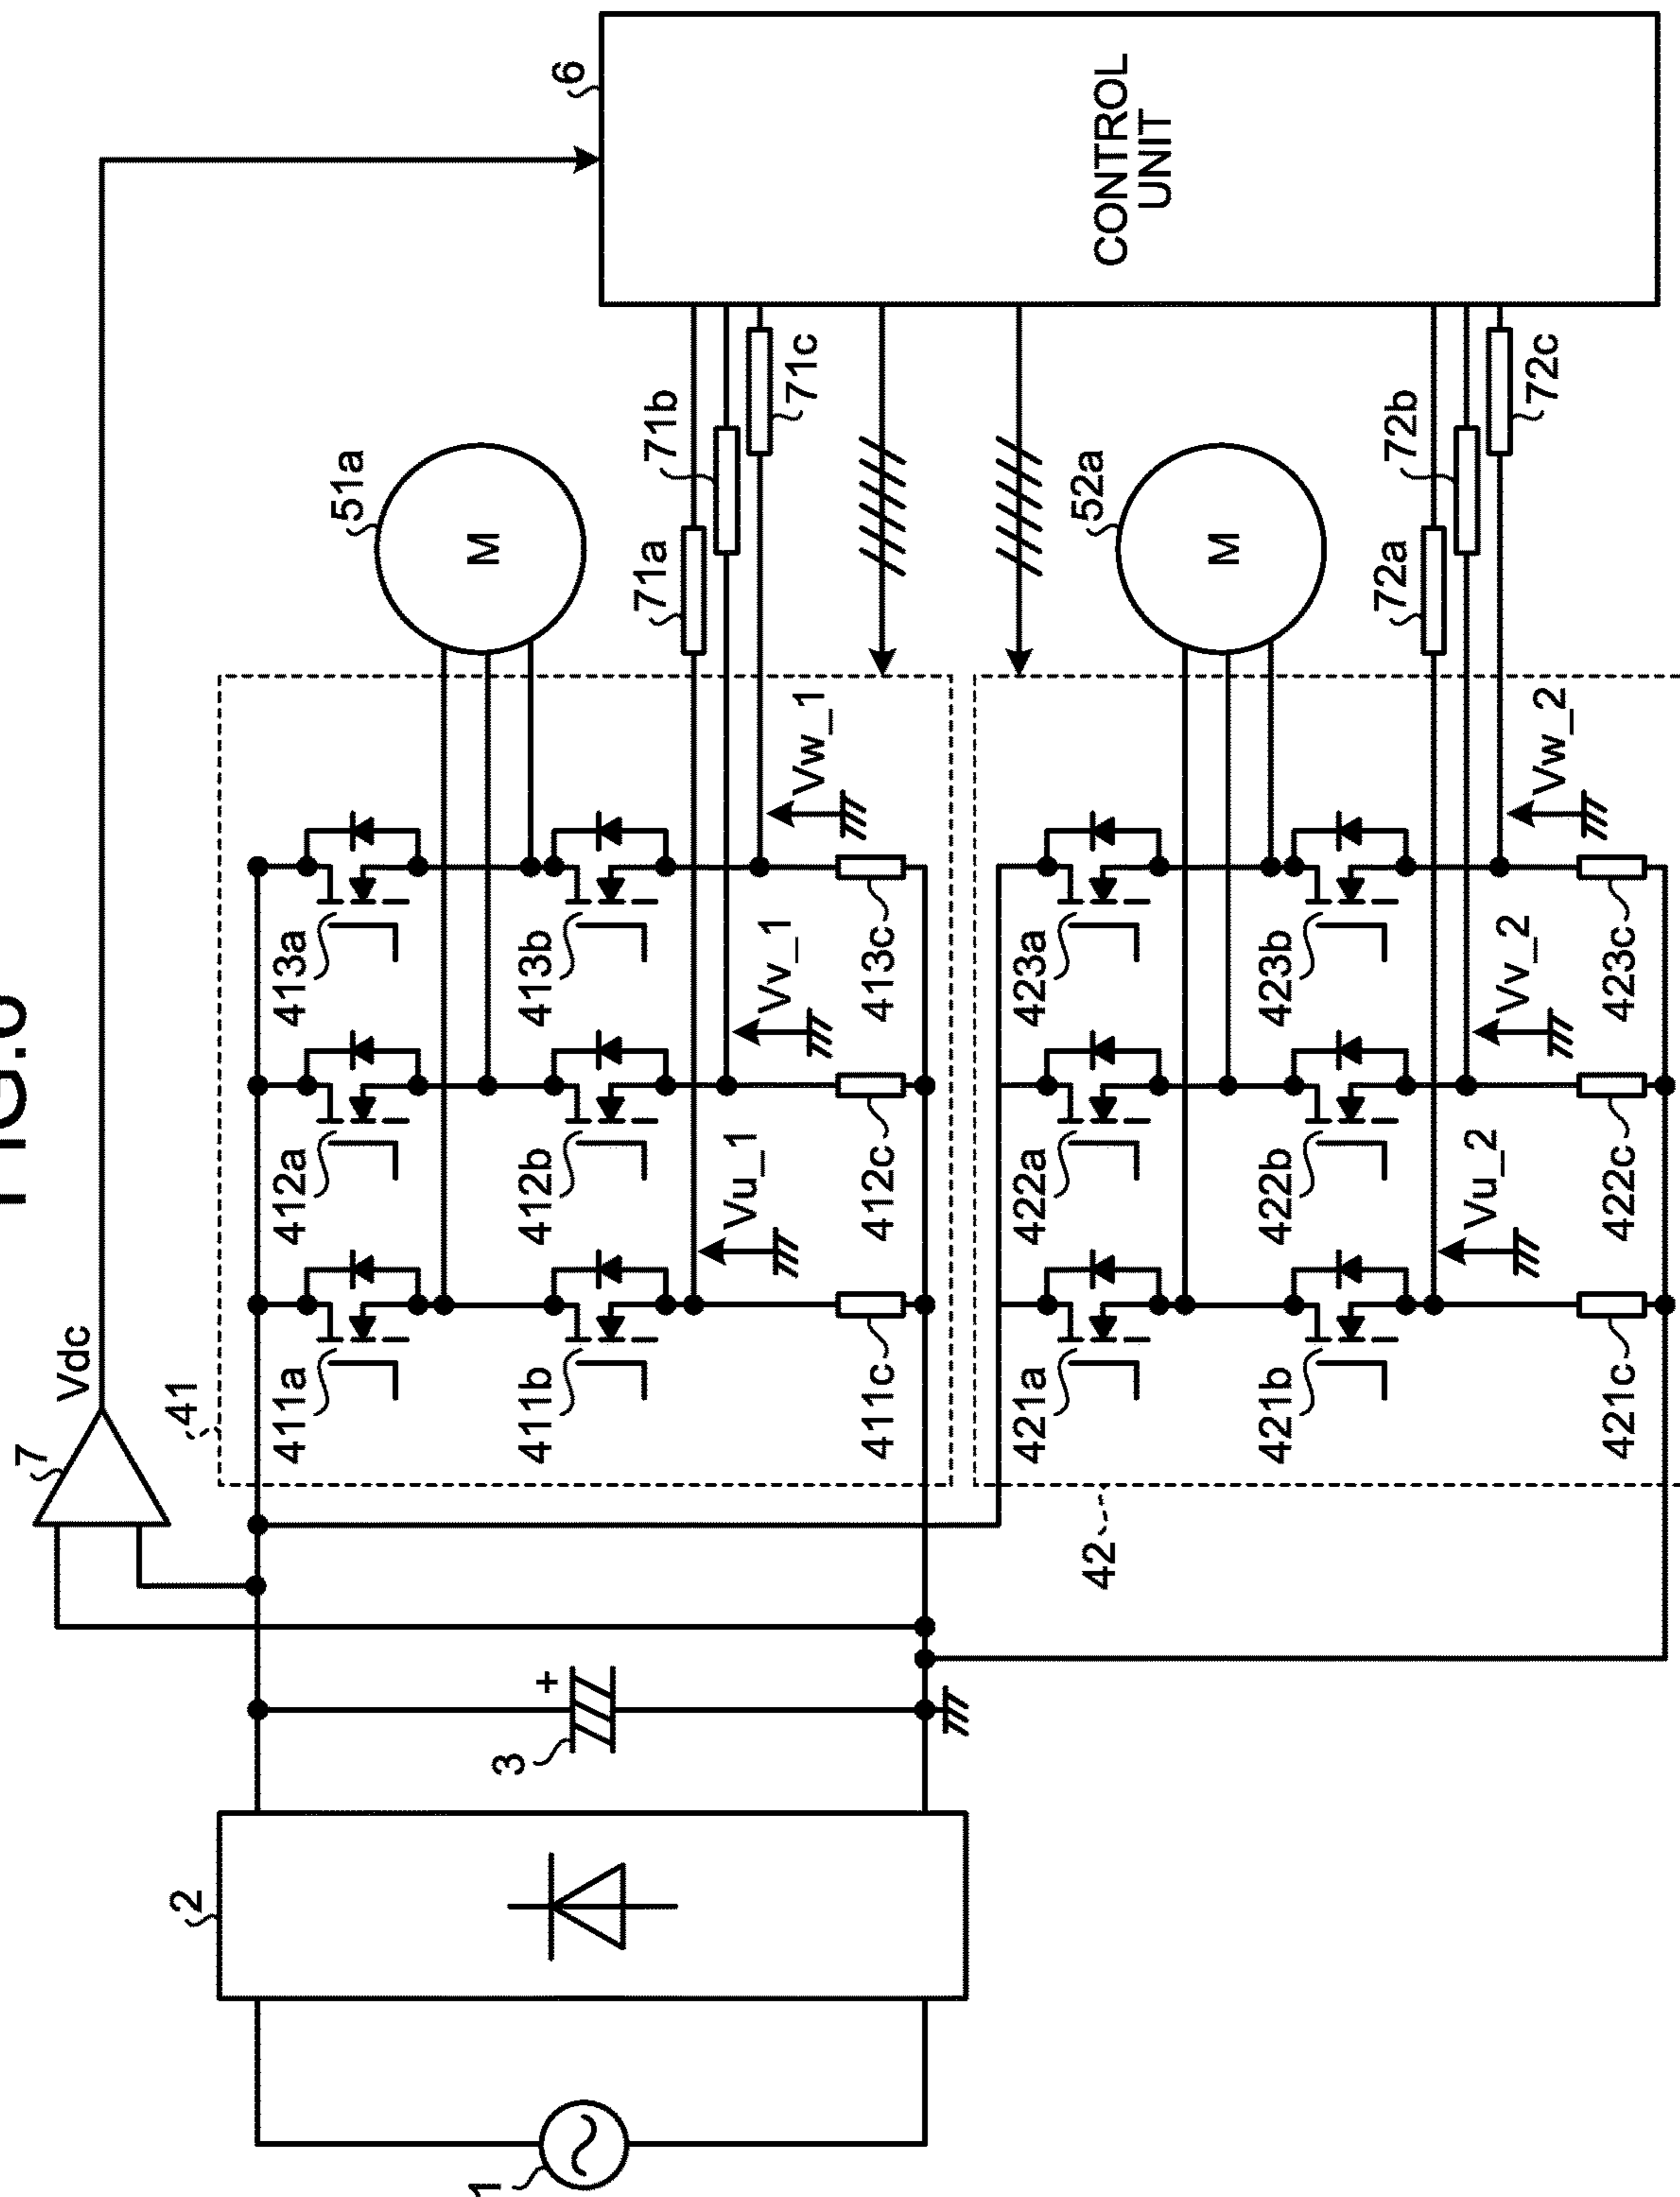 7
Vdc
6
41
411a
412a
413a
51a
411b
412b
413b
M
71a
71b
71c
Vu_1
Vv_1
Vw_1
411c
412c
413c
CONTROL
UNIT
1
2
3
+
42
421a
422a
423a
52a
421b
422b
423b
M
72a
72b
72c
Vu_2
Vv_2
Vw_2
421c
422c
423c